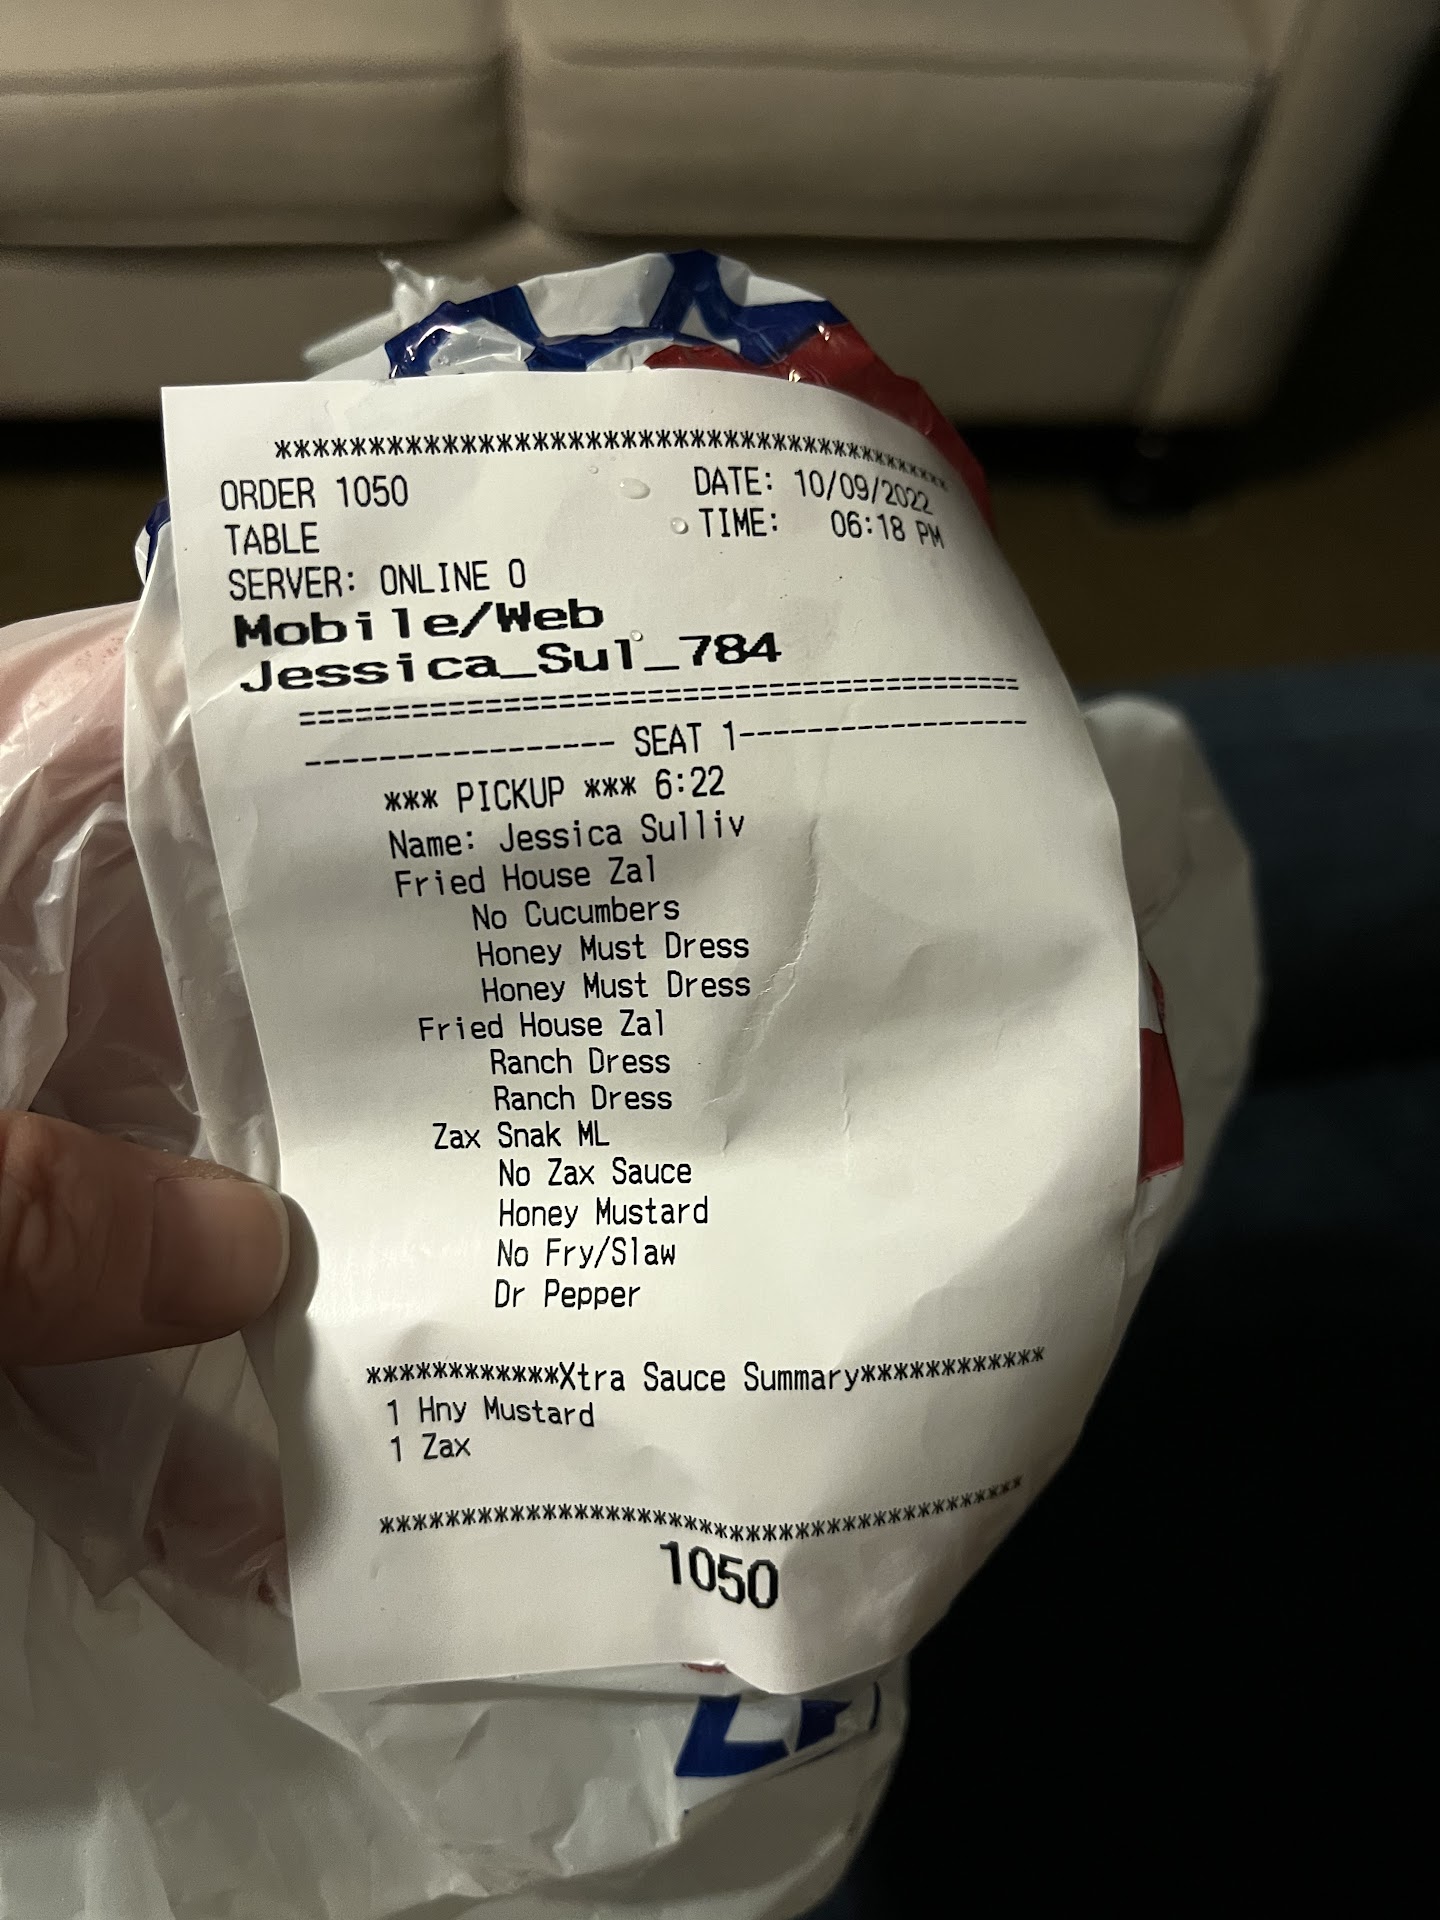 ****************************************
ORDER 1050 DATE: 10/09/2022
TABLE TIME: 06:18 PM
SERVER: ONLINE O
Mobile/Web
Jessica_Sul_784
========================================
----------------- SEAT 1------------------
*** PICKUP *** 6:22
Name: Jessica Sulliv
Fried House Zal
No Cucumbers
Honey Must Dress
Honey Must Dress
Fried House Zal
Ranch Dress
Ranch Dress
Zax Snak ML
No Zax Sauce
Honey Mustard
No Fry/Slaw
Dr Pepper
************Xtra Sauce Summary************
1 Hny Mustard
1 Zax
****************************************
1050